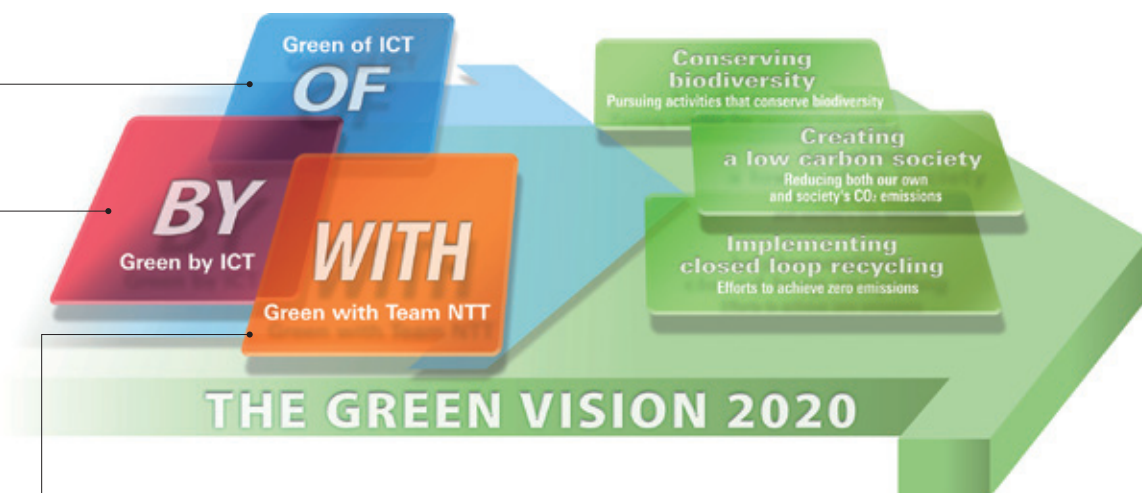 Green of ICT
OF
BY
Green by ICT
WITH
Green with Team NTT
Conserving
biodiversity
Pursuing activities that conserve biodiversity
Creating
a low carbon society
Reducing both our own
and society's CO₂ emissions
Implementing
closed loop recycling
Efforts to achieve zero emissions
THE GREEN VISION 2020